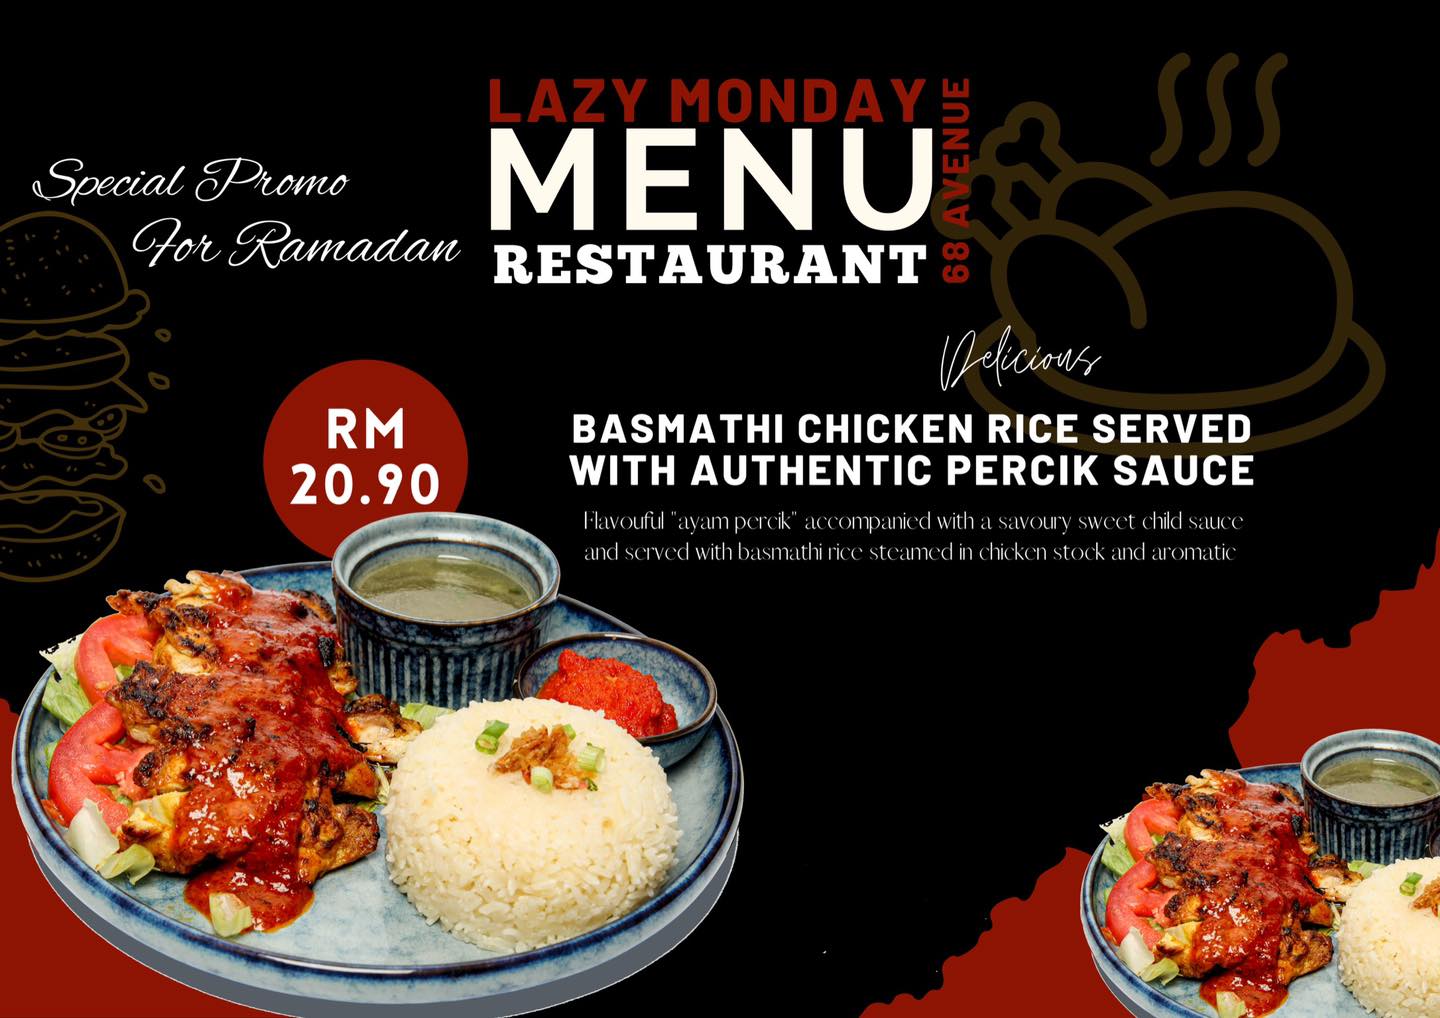 LAZY MONDAY
MENU
RESTAURANT
68 AVENUE
Special Promo
For Ramadan
RM
20.90
Delicious
BASMATHI CHICKEN RICE SERVED
WITH AUTHENTIC PERCIK SAUCE
Flavouful "ayam percik" accompanied with a savoury sweet child sauce
and served with basmathi rice steamed in chicken stock and aromatic